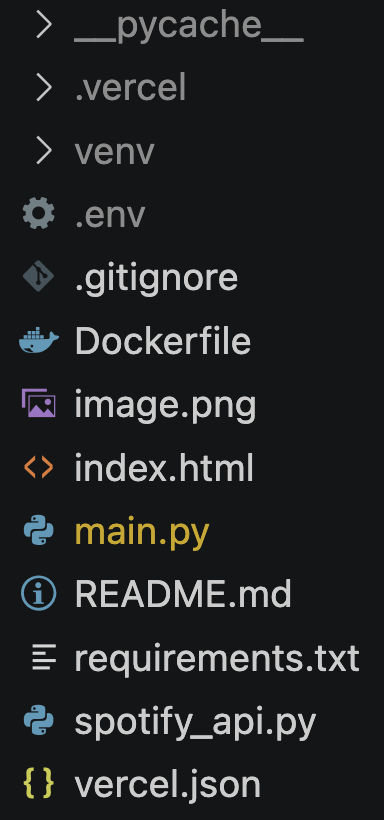 __pycache__
.vercel
venv
.env
.gitignore
Dockerfile
image.png
index.html
main.py
README.md
requirements.txt
spotify_api.py
vercel.json